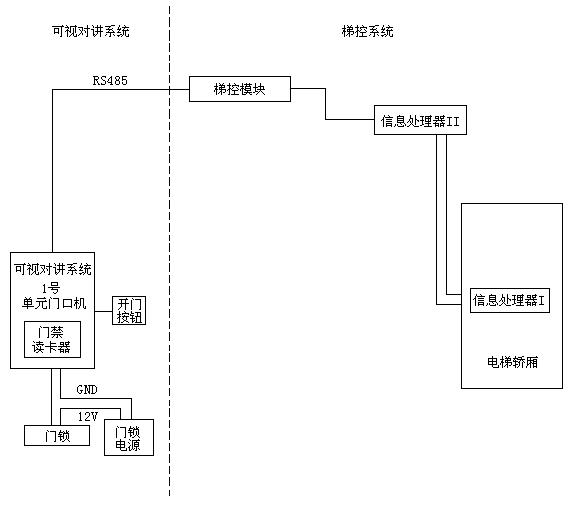 可视对讲系统
梯控系统
RS485
梯控模块
信息处理器II
可视对讲系统
1号
单元门口机
开门
按钮
信息处理器I
门禁
读卡器
电梯轿厢
GND
12V
门锁
门锁
电源